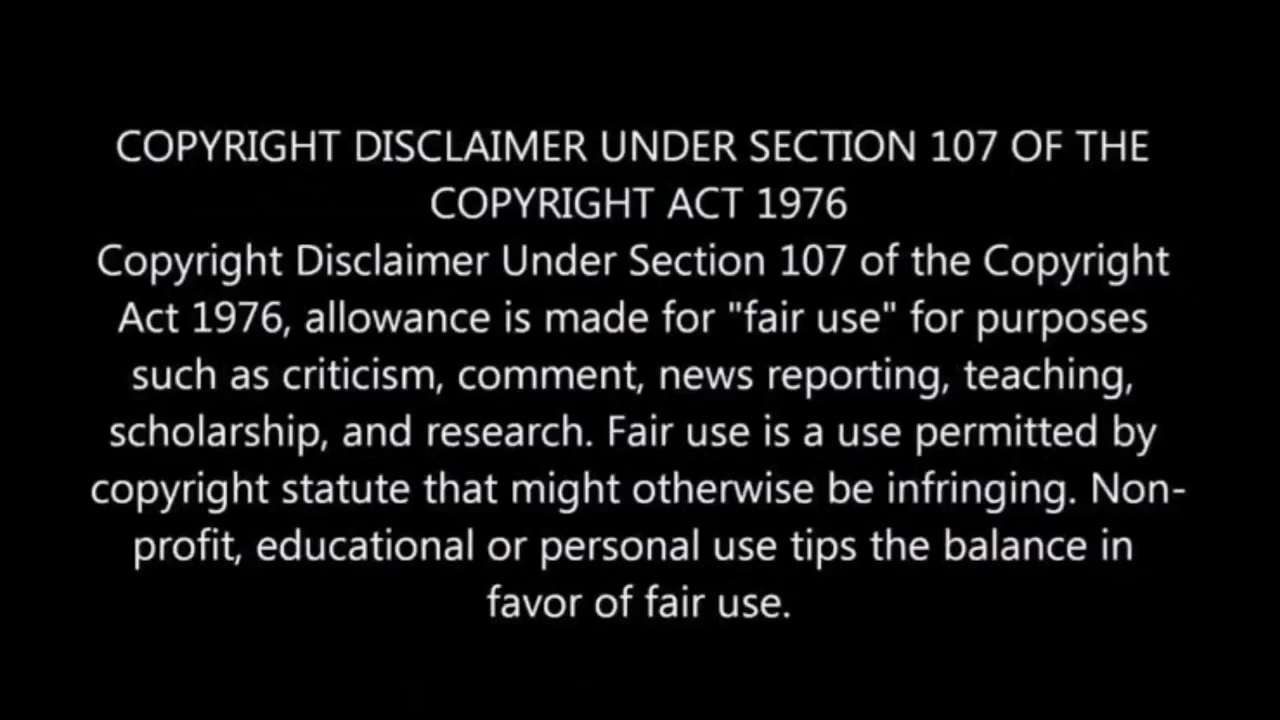 COPYRIGHT DISCLAIMER UNDER SECTION 107 OF THE
COPYRIGHT ACT 1976
Copyright Disclaimer Under Section 107 of the Copyright
Act 1976, allowance is made for "fair use" for purposes
such as criticism, comment, news reporting, teaching,
scholarship, and research. Fair use is a use permitted by
copyright statute that might otherwise be infringing. Non-
profit, educational or personal use tips the balance in
favor of fair use.